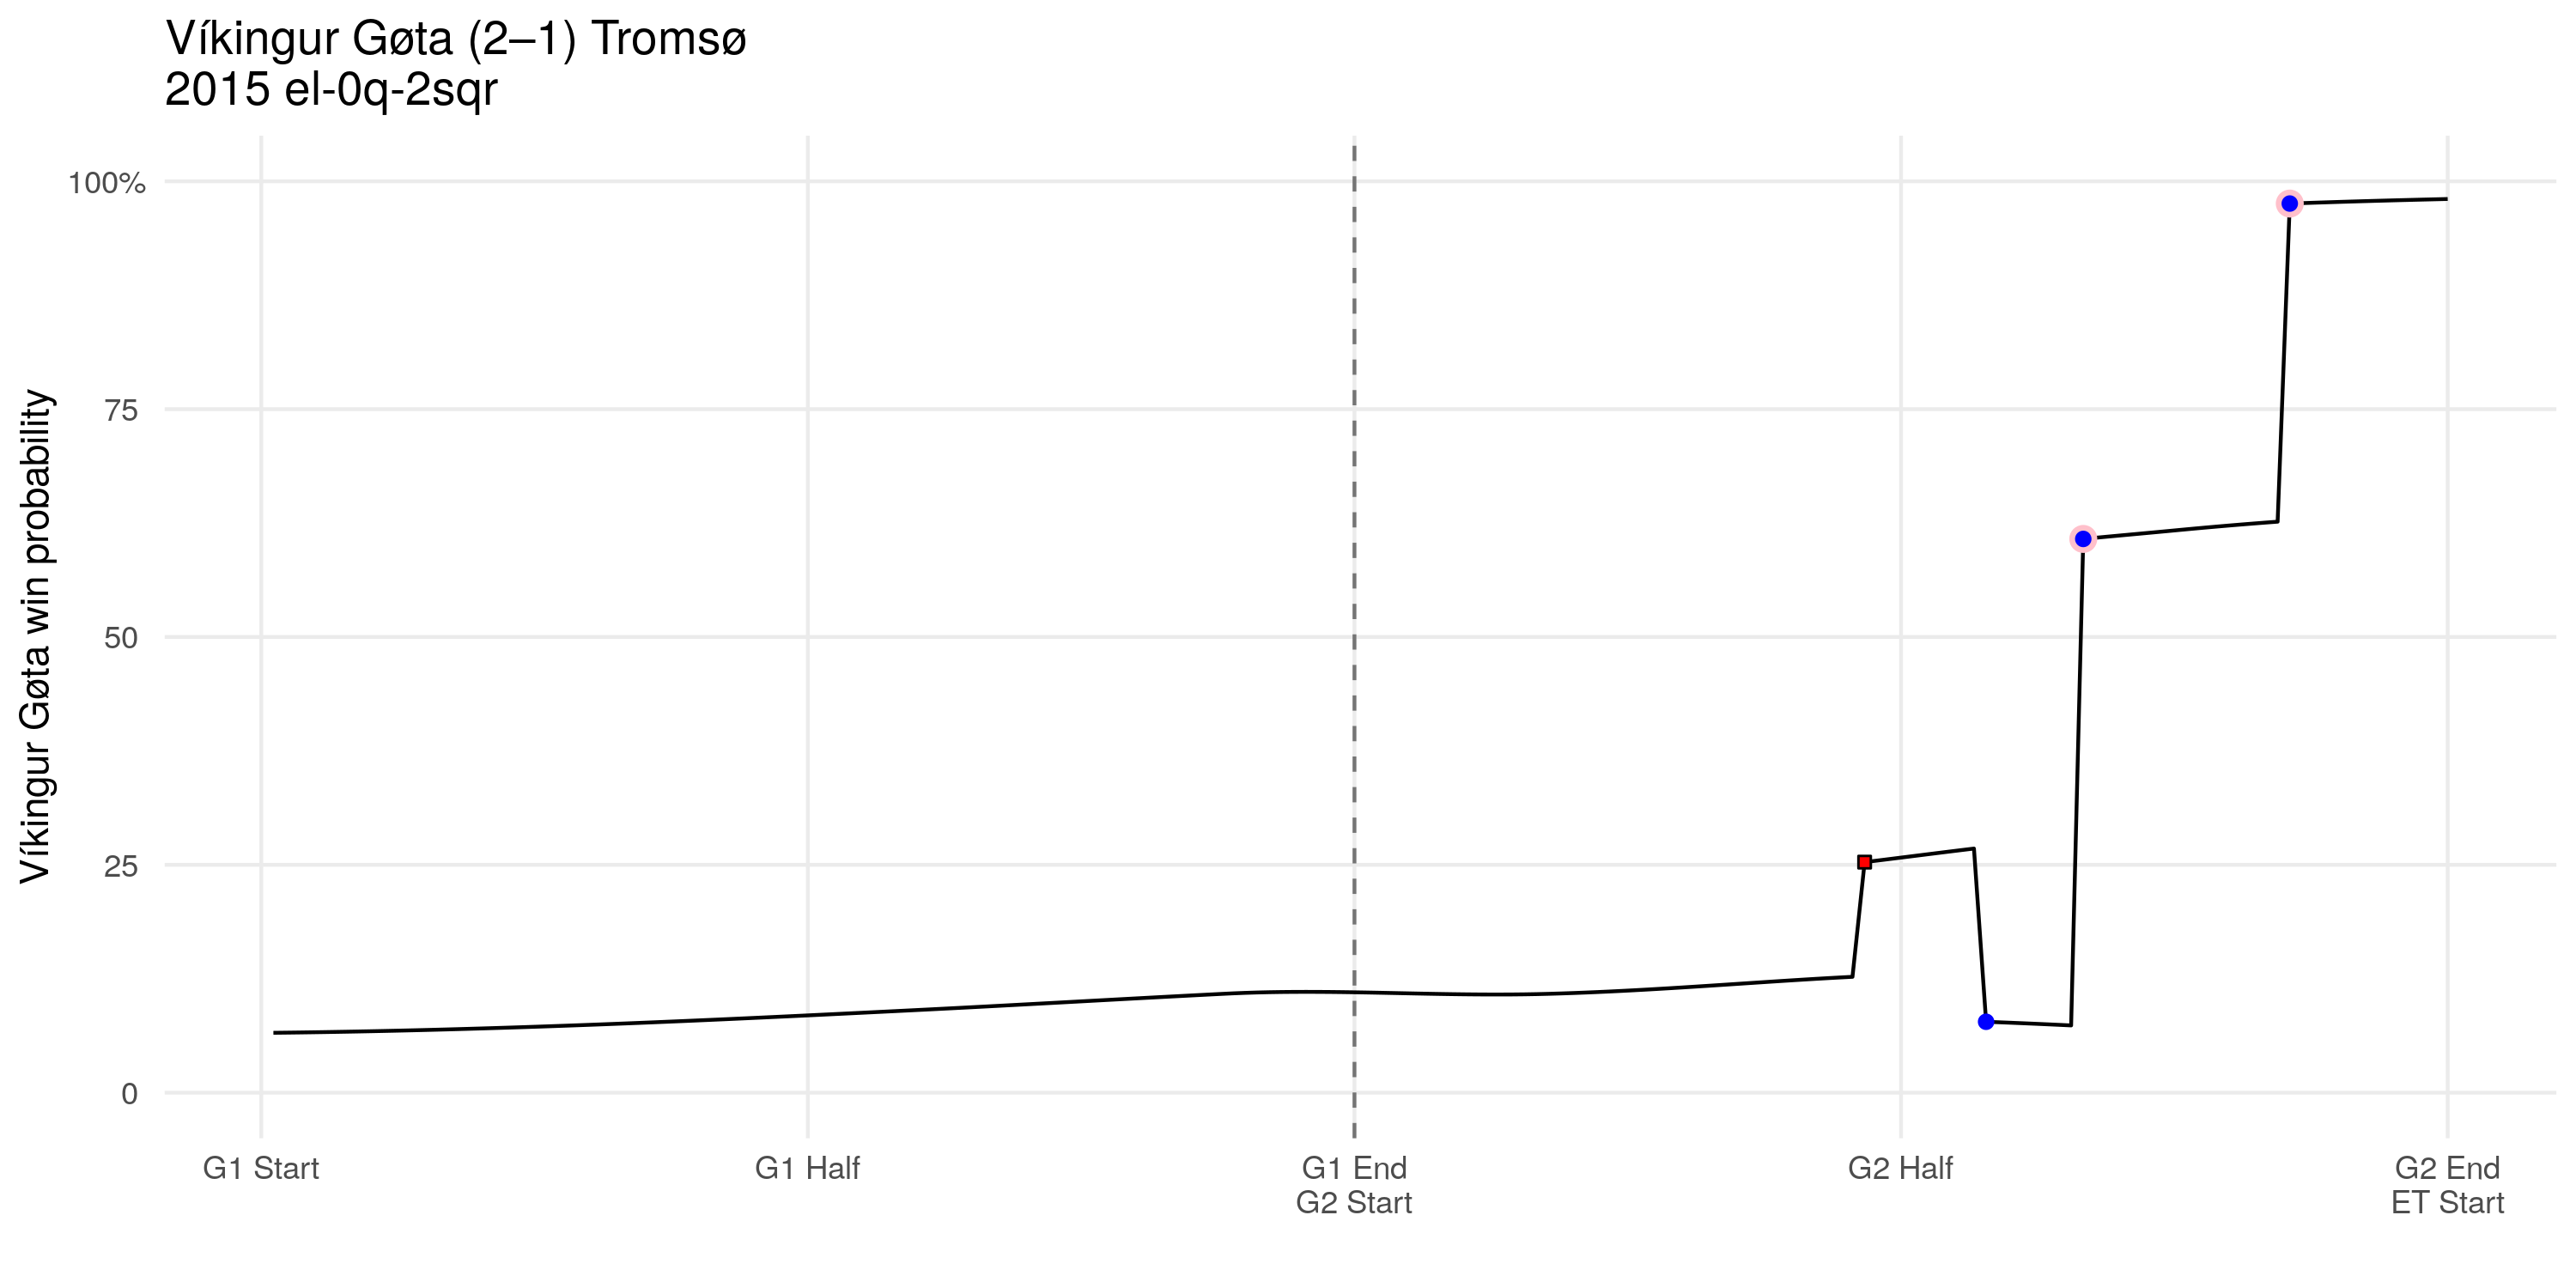 Víkingur Gøta (2–1) Tromsø
2015 el-0q-2sqr
Víkingur Gøta win probability
100%
75
50
25
0
G1 Start
G1 Half
G1 End
G2 Start
G2 Half
G2 End
ET Start